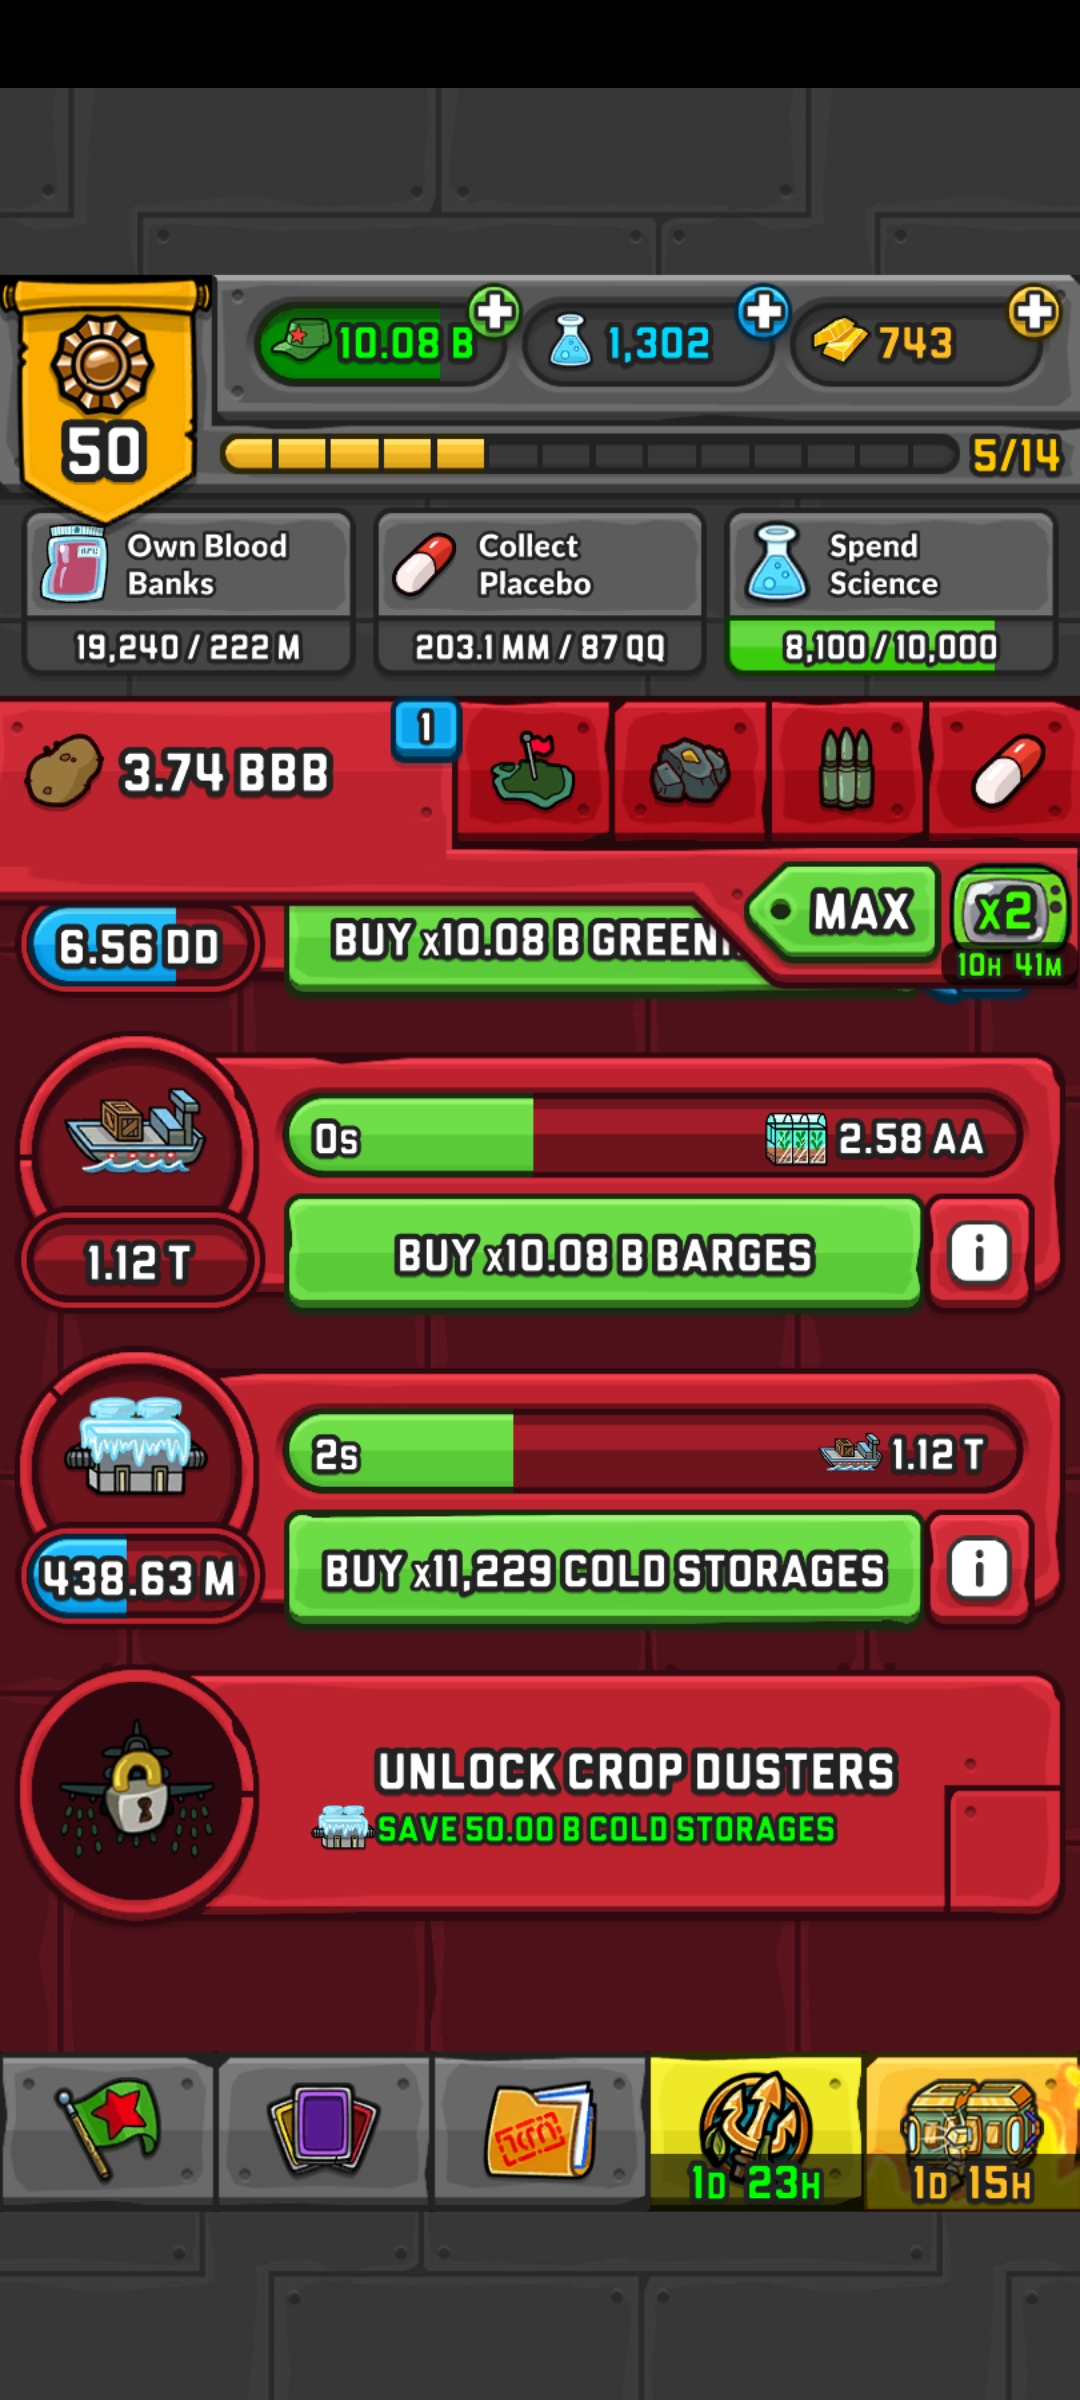 10.08 B
1,302
743
50
5/14
Own Blood
Banks
19,240 / 222 M
Collect
Placebo
203.1 MM / 87 QQ
Spend
Science
8,100 / 10,000
3.74 BBB
1
MAX
x2
10H 41M
6.56 DD
BUY x10.08 B
0s
2.58 AA
1.12 T
BUY x10.08 B BARGES
i
2s
1.12 T
438.63 M
BUY x11,229 COLD STORAGES
i
UNLOCK CROP DUSTERS
SAVE 50.00 B COLD STORAGES
1D 23H
1D 15H